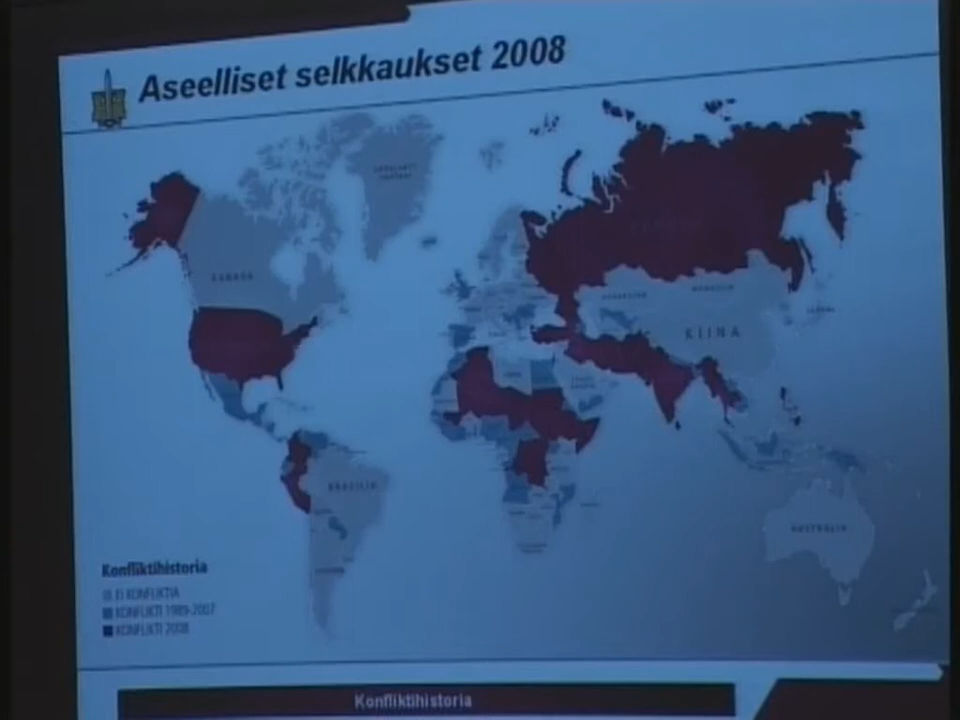 Aseelliset selkkaukset 2008
KANADA
KIINA
BRASILIA
AUSTRALIA
Konfliktihistoria
EI KONFLIKTIA
KONFLIKTI 1989-2007
KONFLIKTI 2008
Konfliktihistoria